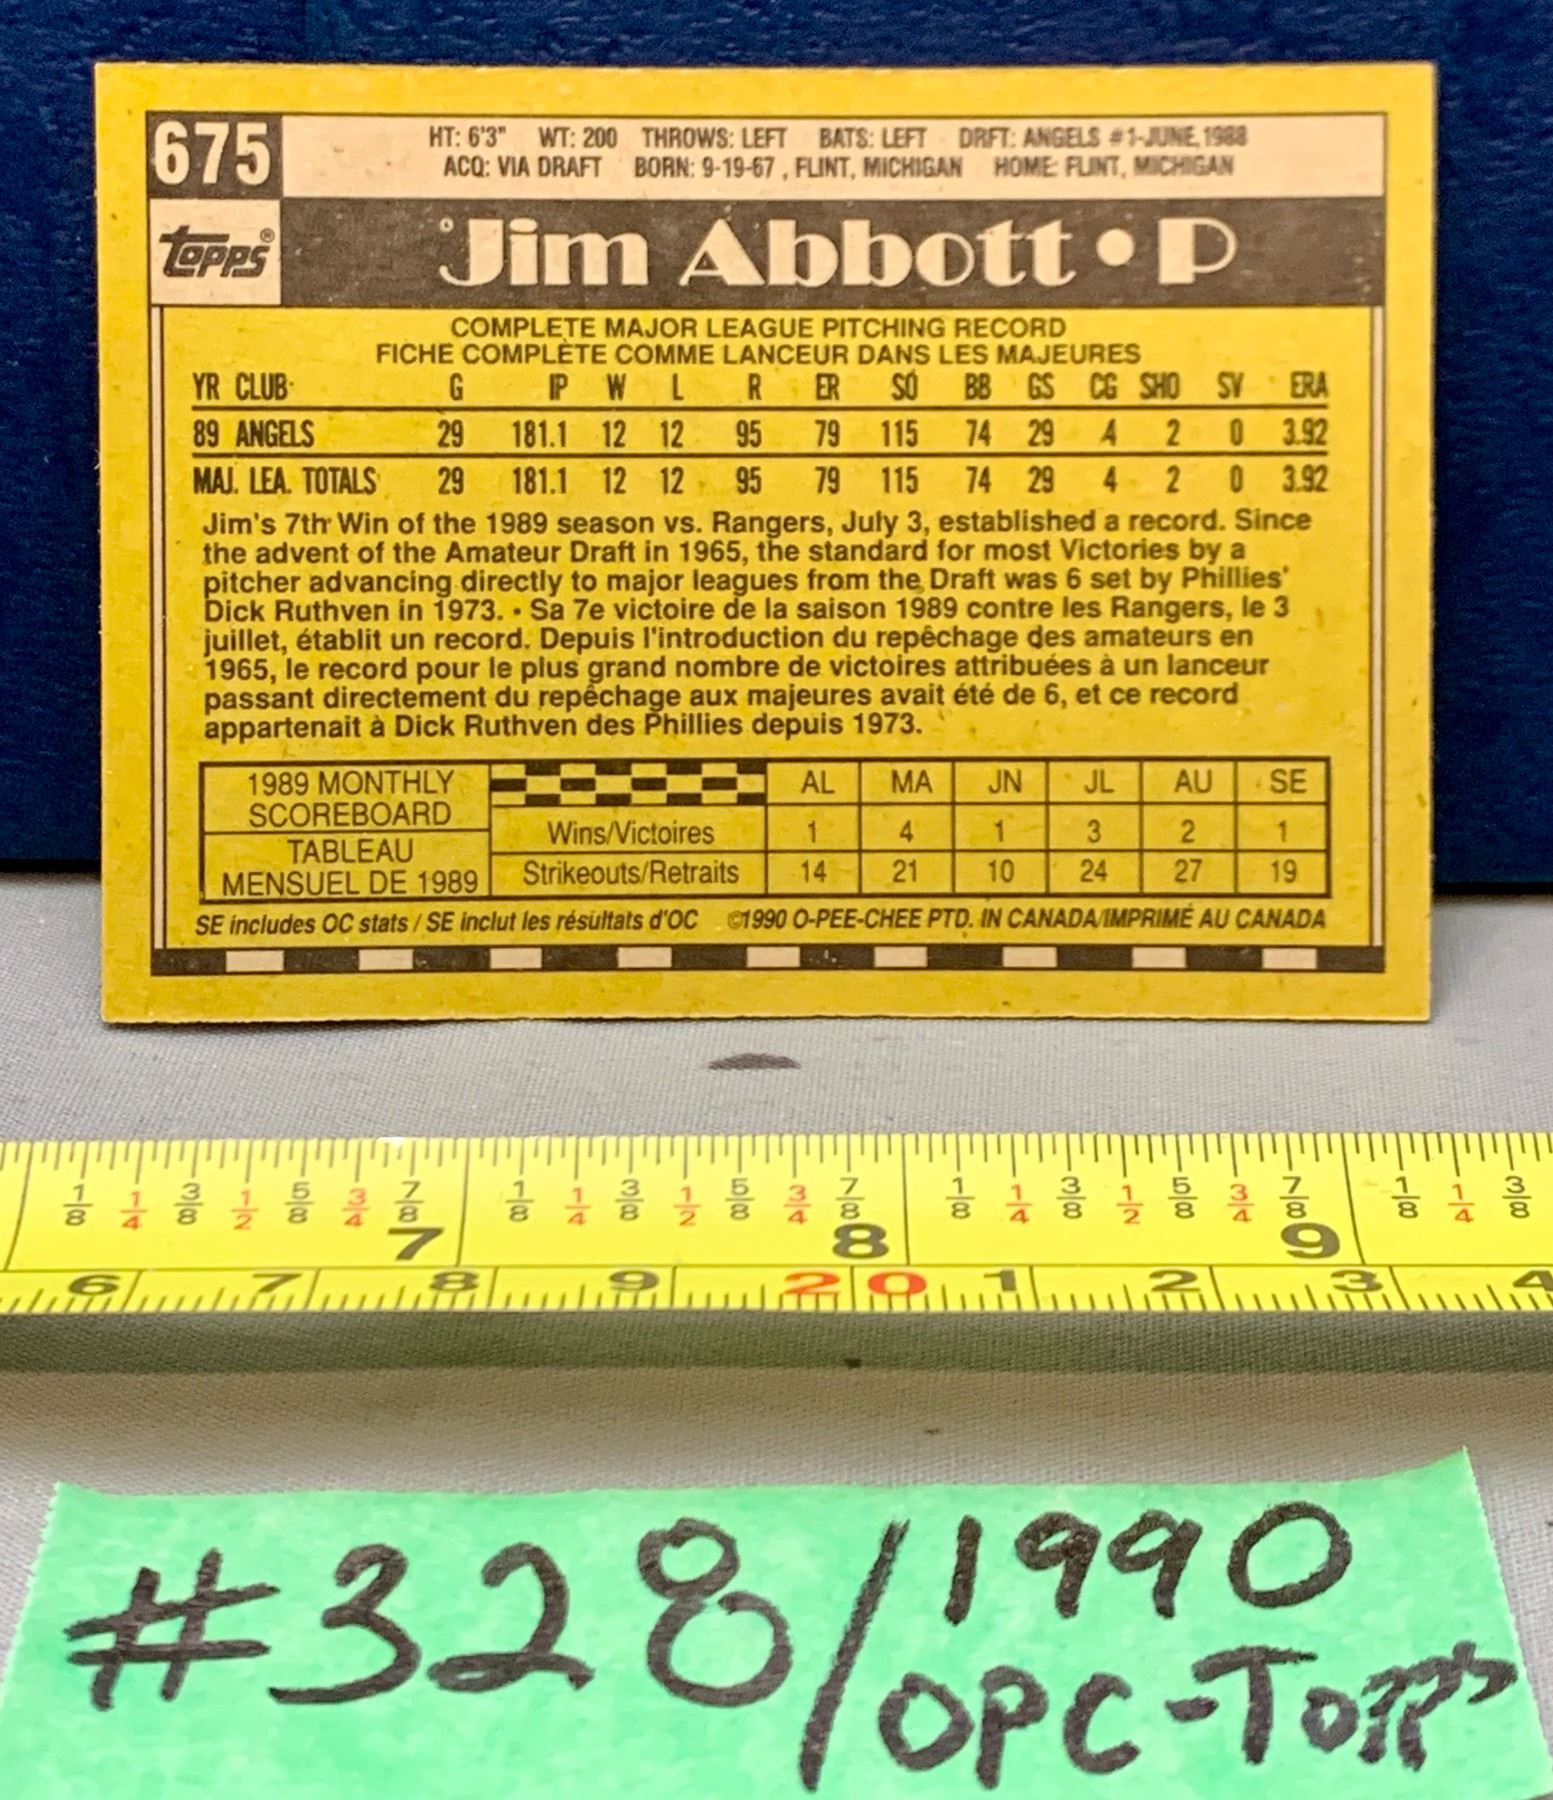 675
HT: 6'3" WT: 200 THROWS: LEFT BATS: LEFT DRFT: ANGELS #1-JUNE, 1988
ACQ: VIA DRAFT BORN: 9-19-67 , FLINT, MICHIGAN HOME: FLINT, MICHIGAN
TOPPS®
Jim Abbott • P
COMPLETE MAJOR LEAGUE PITCHING RECORD
FICHE COMPLÈTE COMME LANCEUR DANS LES MAJEURES
YR CLUB G IP W L R ER SO BB GS CG SHO SV ERA
89 ANGELS 29 181.1 12 12 95 79 115 74 29 4 2 0 3.92
MAJ. LEA. TOTALS 29 181.1 12 12 95 79 115 74 29 4 2 0 3.92
Jim's 7th Win of the 1989 season vs. Rangers, July 3, established a record. Since
the advent of the Amateur Draft in 1965, the standard for most Victories by a
pitcher advancing directly to major leagues from the Draft was 6 set by Phillies'
Dick Ruthven in 1973. • Sa 7e victoire de la saison 1989 contre les Rangers, le 3
juillet, établit un record. Depuis l'introduction du repêchage des amateurs en
1965, le record pour le plus grand nombre de victoires attribuées à un lanceur
passant directement du repêchage aux majeures avait été de 6, et ce record
appartenait à Dick Ruthven des Phillies depuis 1973.
1989 MONTHLY
SCOREBOARD
TABLEAU
MENSUEL DE 1989
AL MA JN JL AU SE
Wins/Victoires 1 4 1 3 2 1
Strikeouts/Retraits 14 21 10 24 27 19
SE includes OC stats / SE inclut les résultats d'OC ©1990 O-PEE-CHEE PTD. IN CANADA/IMPRIMÉ AU CANADA
1/8 1/4 3/8 1/2 5/8 3/4 7/8 1/8 1/4 3/8 1/2 5/8 3/4 7/8 1/8 1/4 3/8 1/2 5/8 3/4 7/8 1/8 1/4 3/8
7 8 9
6 7 8 9 20 1 2 3 4
#328/1990
OPC-Topps